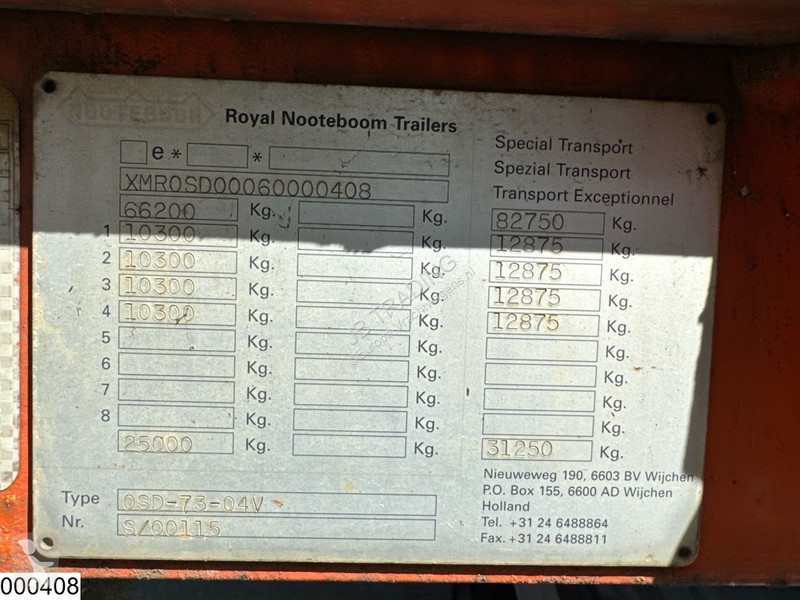 NOOTEBOOM
Royal Nooteboom Trailers
e * *
XMR0SD00060000408
66200 Kg. Kg.
1 10300 Kg. Kg.
2 10300 Kg. Kg.
3 10300 Kg. Kg.
4 10300 Kg. Kg.
5 Kg. Kg.
6 Kg. Kg.
7 Kg. Kg.
8 Kg. Kg.
25000 Kg. Kg.
Special Transport
Spezial Transport
Transport Exceptionnel
82750 Kg.
12875 Kg.
12875 Kg.
12875 Kg.
12875 Kg.
Kg.
Kg.
Kg.
Kg.
31250 Kg.
Type OSD-73-04V
Nr. S/00115
Nieuweweg 190, 6603 BV Wijchen
P.O. Box 155, 6600 AD Wijchen
Holland
Tel. +31 24 6488864
Fax. +31 24 6488811
JB TRADING
000408